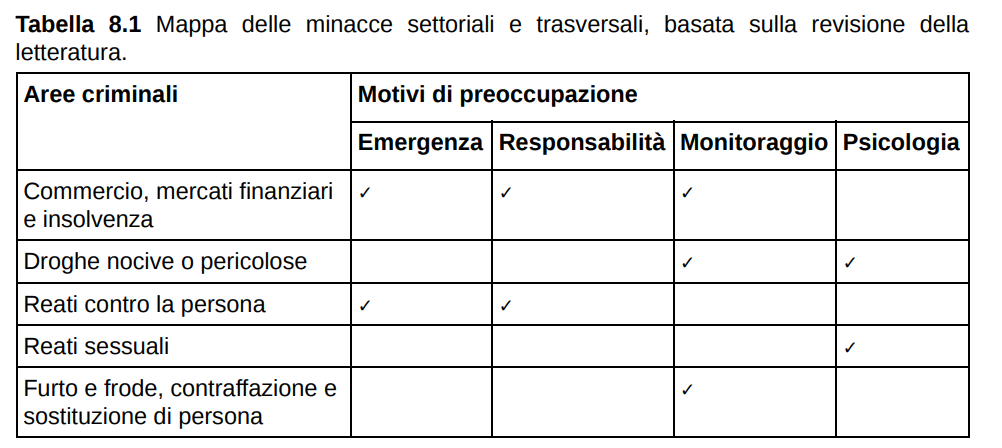 Tabella 8.1 Mappa delle minacce settoriali e trasversali, basata sulla revisione della
letteratura.
Aree criminali Motivi di preoccupazione
Emergenza Responsabilità Monitoraggio Psicologia
Commercio, mercati finanziari ✓ ✓ ✓
e insolvenza
Droghe nocive o pericolose ✓ ✓
Reati contro la persona ✓ ✓
Reati sessuali ✓
Furto e frode, contraffazione e ✓
sostituzione di persona